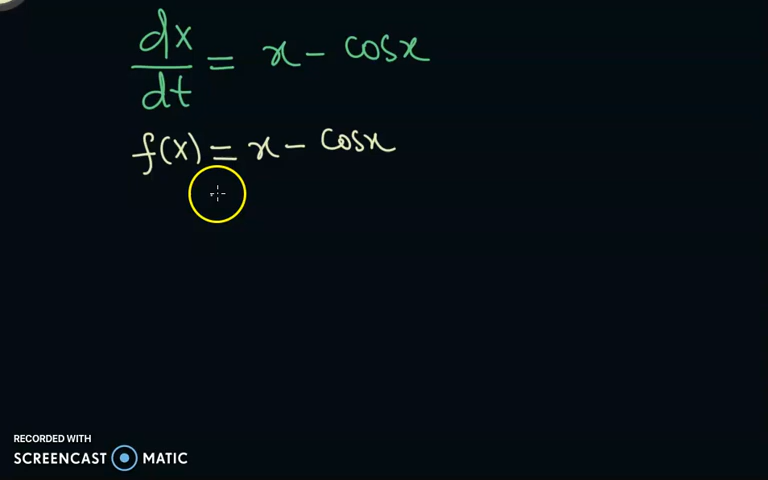 dx/dt = x - cosx
f(x) = x - cosx
RECORDED WITH
SCREENCAST MATIC